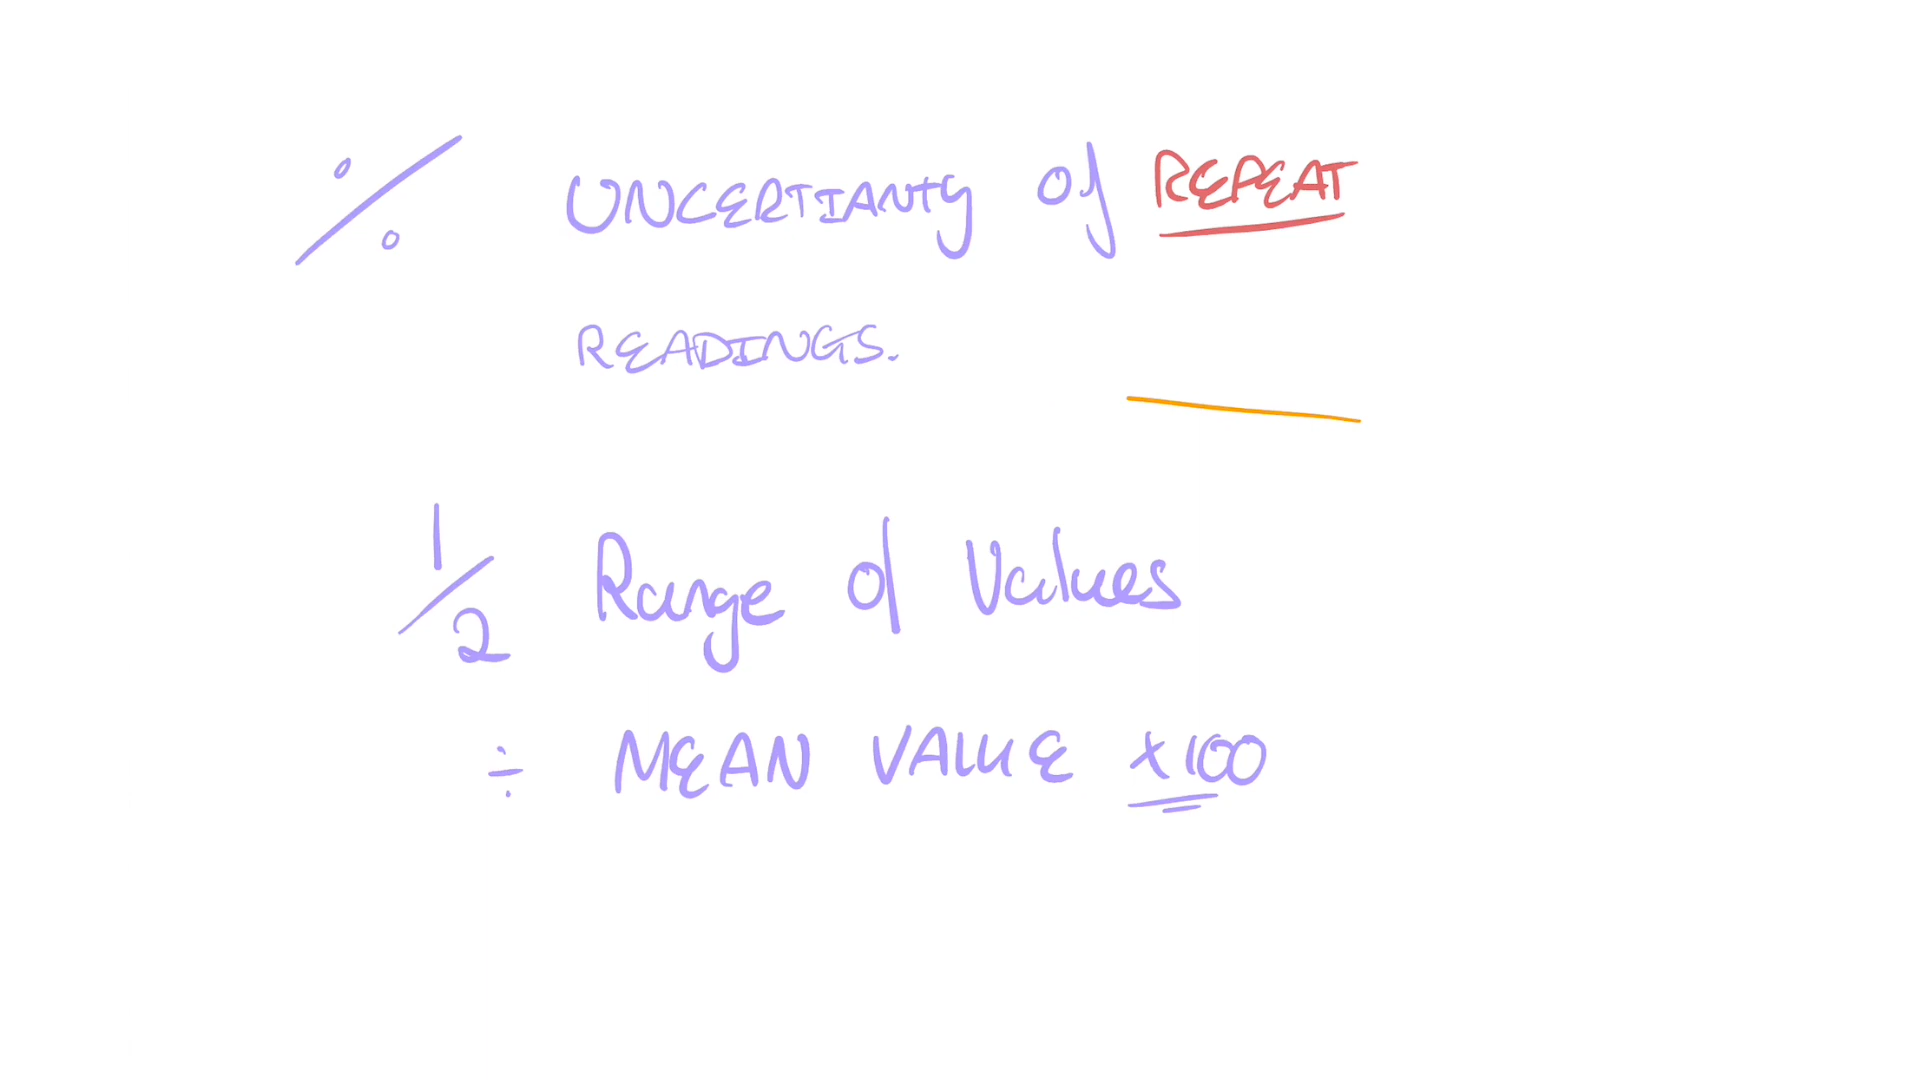 % UNCERTIANTY of REPEAT
READINGS.
1/2 Range of Values
÷ MEAN VALUE x100